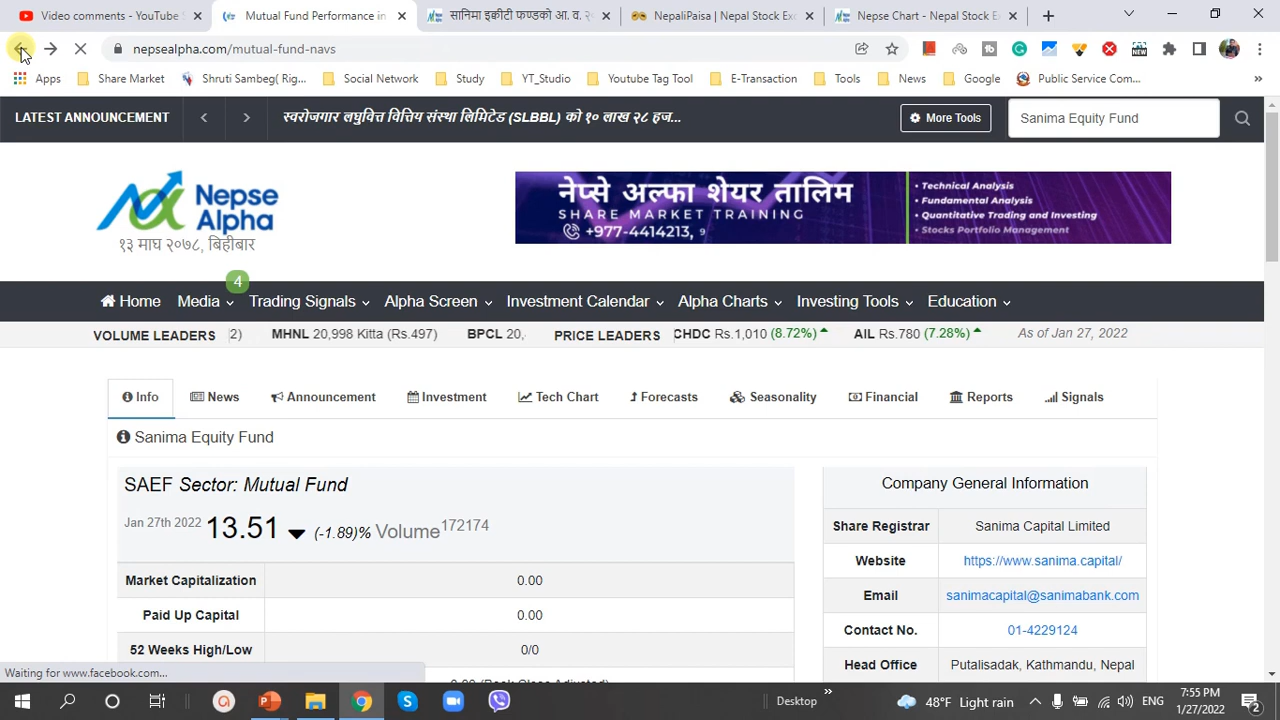 Video comments - YouTube S
Mutual Fund Performance in
सानिमा इक्वीटी फण्डको आ. त. २
NepaliPaisa | Nepal Stock Exc
Nepse Chart - Nepse Stock E
nepsealpha.com/mutual-fund-navs
Apps
Share Market
Shruti Sambeg( Rig...
Social Network
Study
YT_Studio
Youtube Tag Tool
E-Transaction
Tools
News
Google
Public Service Com...
LATEST ANNOUNCEMENT
स्वरोजगार लघुवित्त वित्तिय संस्था लिमिटेड (SLBBL) को १० लाख २८ हज...
More Tools
Sanima Equity Fund
Nepse
Alpha
१३ माघ २०७८, बिहीबार
नेप्से अल्फा शेयर तालिम
SHARE MARKET TRAINING
+977-4414213, 9
• Technical Analysis
• Fundamental Analysis
• Quantitative Trading and Investing
• Stocks Portfolio Management
4
Home
Media
Trading Signals
Alpha Screen
Investment Calendar
Alpha Charts
Investing Tools
Education
VOLUME LEADERS
2)
MHNL 20,998 Kitta (Rs.497)
BPCL 20,
PRICE LEADERS
CHDC Rs.1,010 (8.72%)
AIL Rs.780 (7.28%)
As of Jan 27, 2022
Info
News
Announcement
Investment
Tech Chart
Forecasts
Seasonality
Financial
Reports
Signals
Sanima Equity Fund
SAEF Sector: Mutual Fund
Jan 27th 2022 13.51 (-1.89)% Volume 172174
Market Capitalization 0.00
Paid Up Capital 0.00
52 Weeks High/Low 0/0
0.00 (Book Close Adjusted)
Company General Information
Share Registrar Sanima Capital Limited
Website https://www.sanima.capital/
Email sanimacapital@sanimabank.com
Contact No. 01-4229124
Head Office Putalisadak, Kathmandu, Nepal
Waiting for www.facebook.com...
Desktop
48°F Light rain
ENG
7:55 PM
1/27/2022
2